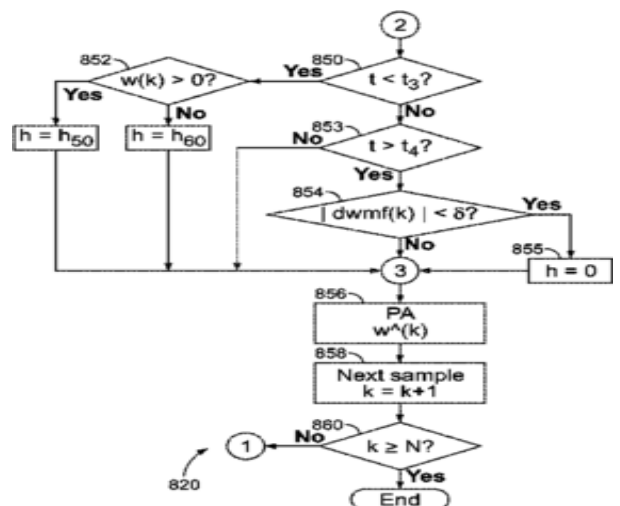 2
852
850
w(k) > 0?
Yes
t < t3?
Yes
No
No
853
h = h50
h = h60
No
t > t4?
Yes
854
Yes
| dwmf(k) | < δ?
No
855
3
h = 0
856
PA
w^(k)
858
Next sample
k = k+1
860
No
1
k ≥ N?
820
Yes
End